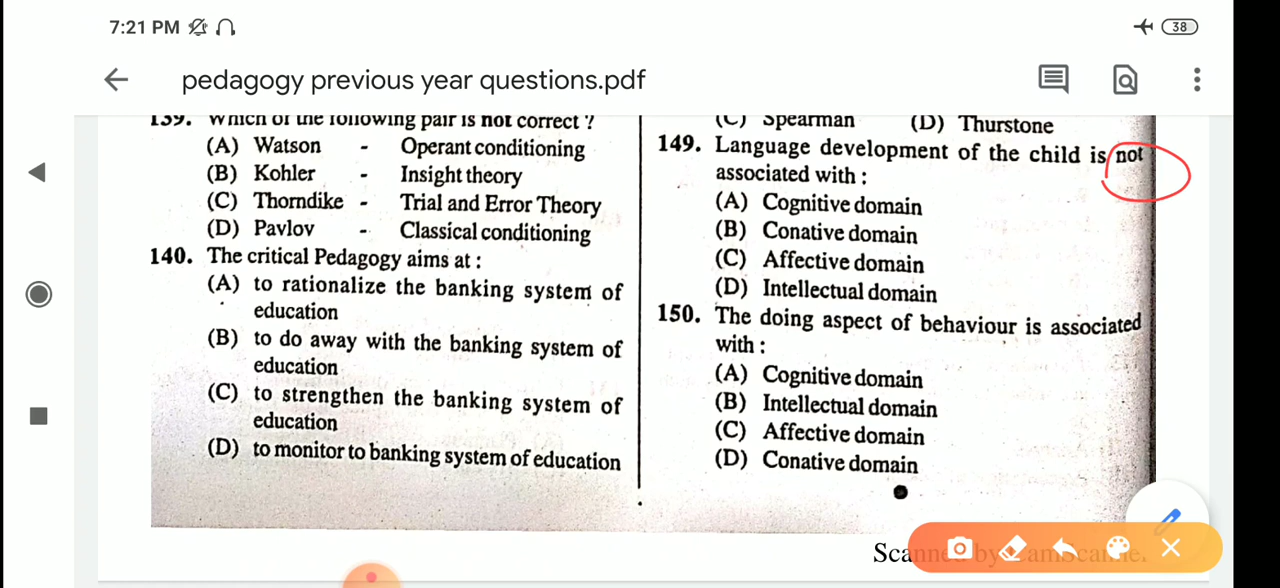 7:21 PM
38
pedagogy previous year questions.pdf
139. Which of the following pair is not correct ?
(A) Watson - Operant conditioning
(B) Kohler - Insight theory
(C) Thorndike - Trial and Error Theory
(D) Pavlov - Classical conditioning
140. The critical Pedagogy aims at :
(A) to rationalize the banking system of
education
(B) to do away with the banking system of
education
(C) to strengthen the banking system of
education
(D) to monitor to banking system of education
(C) Spearman (D) Thurstone
149. Language development of the child is not
associated with :
(A) Cognitive domain
(B) Conative domain
(C) Affective domain
(D) Intellectual domain
150. The doing aspect of behaviour is associated
with :
(A) Cognitive domain
(B) Intellectual domain
(C) Affective domain
(D) Conative domain
Scanned by CamScanner